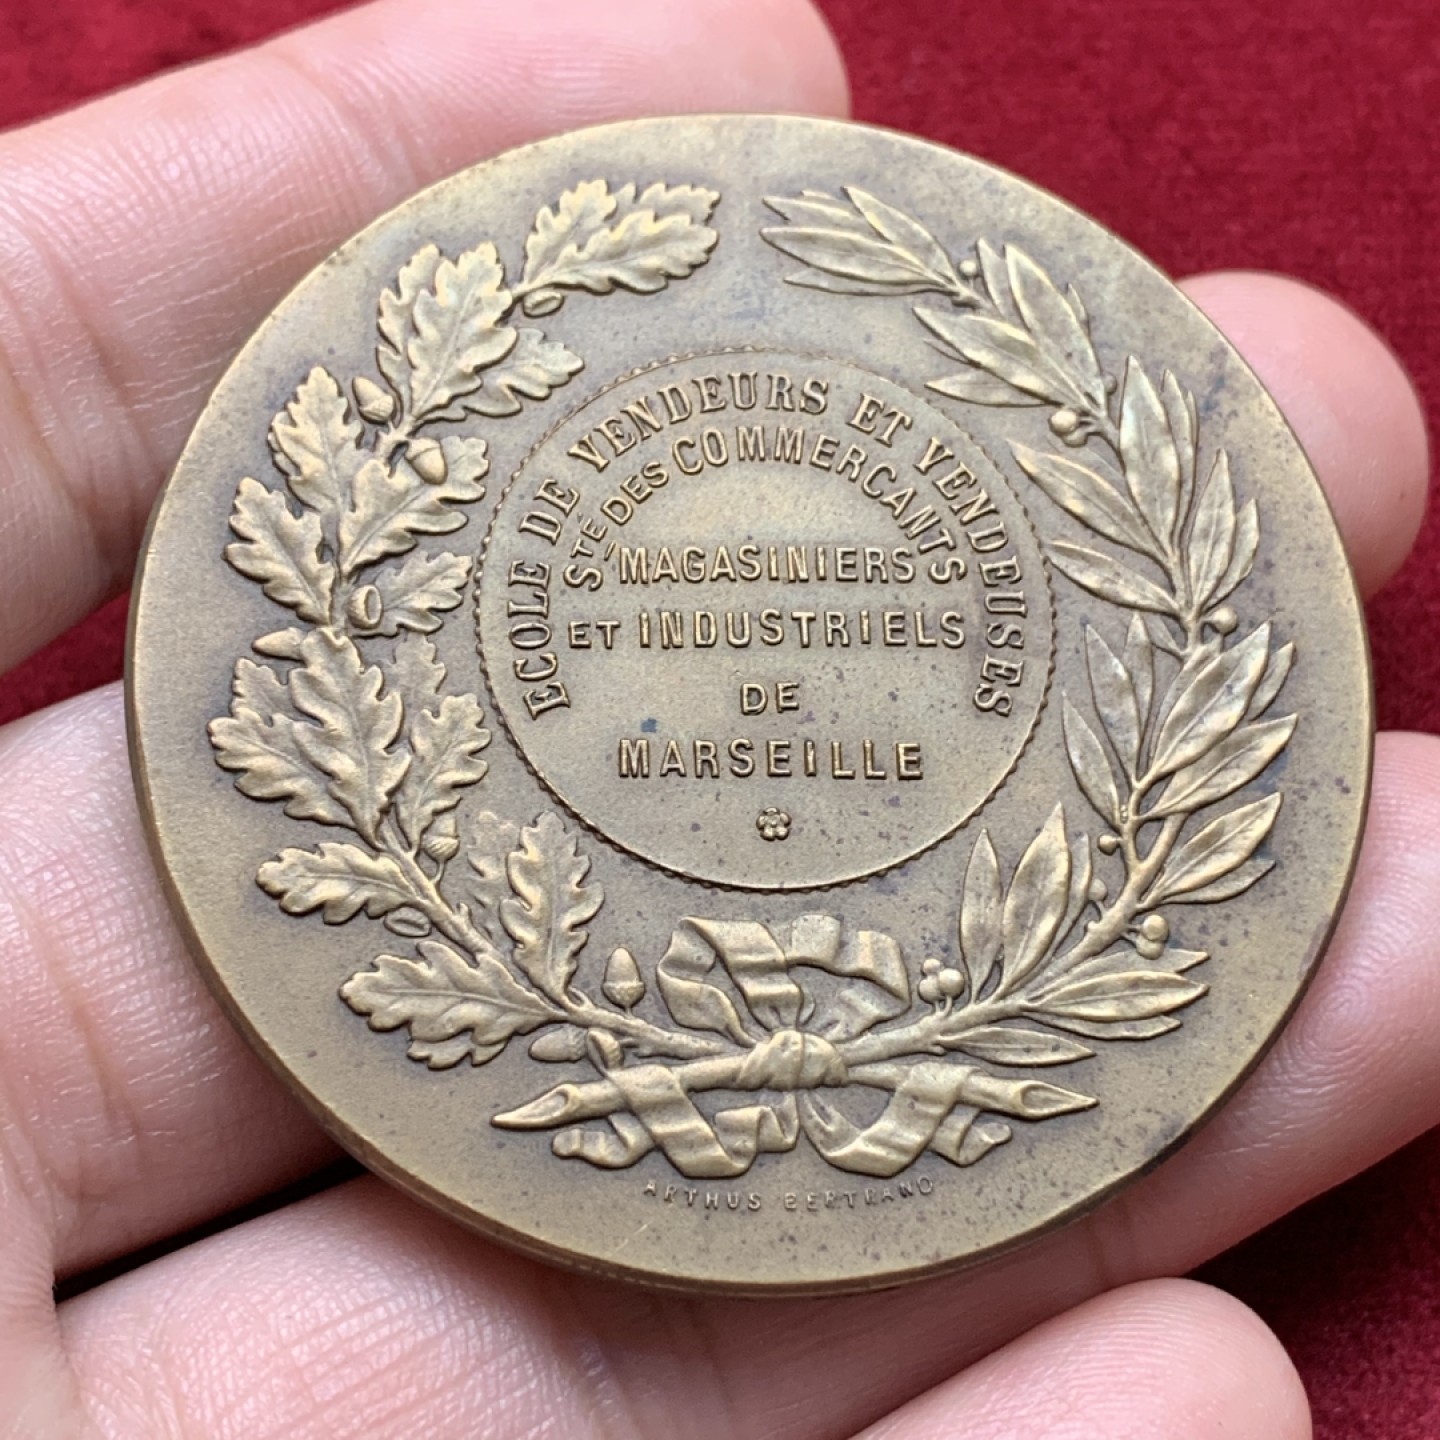 ECOLE DE VENDEURS ET VENDEUSES
STÉ DES COMMERCANTS
MAGASINIERS
ET INDUSTRIELS
DE
MARSEILLE
ARTHUS BERTRAND